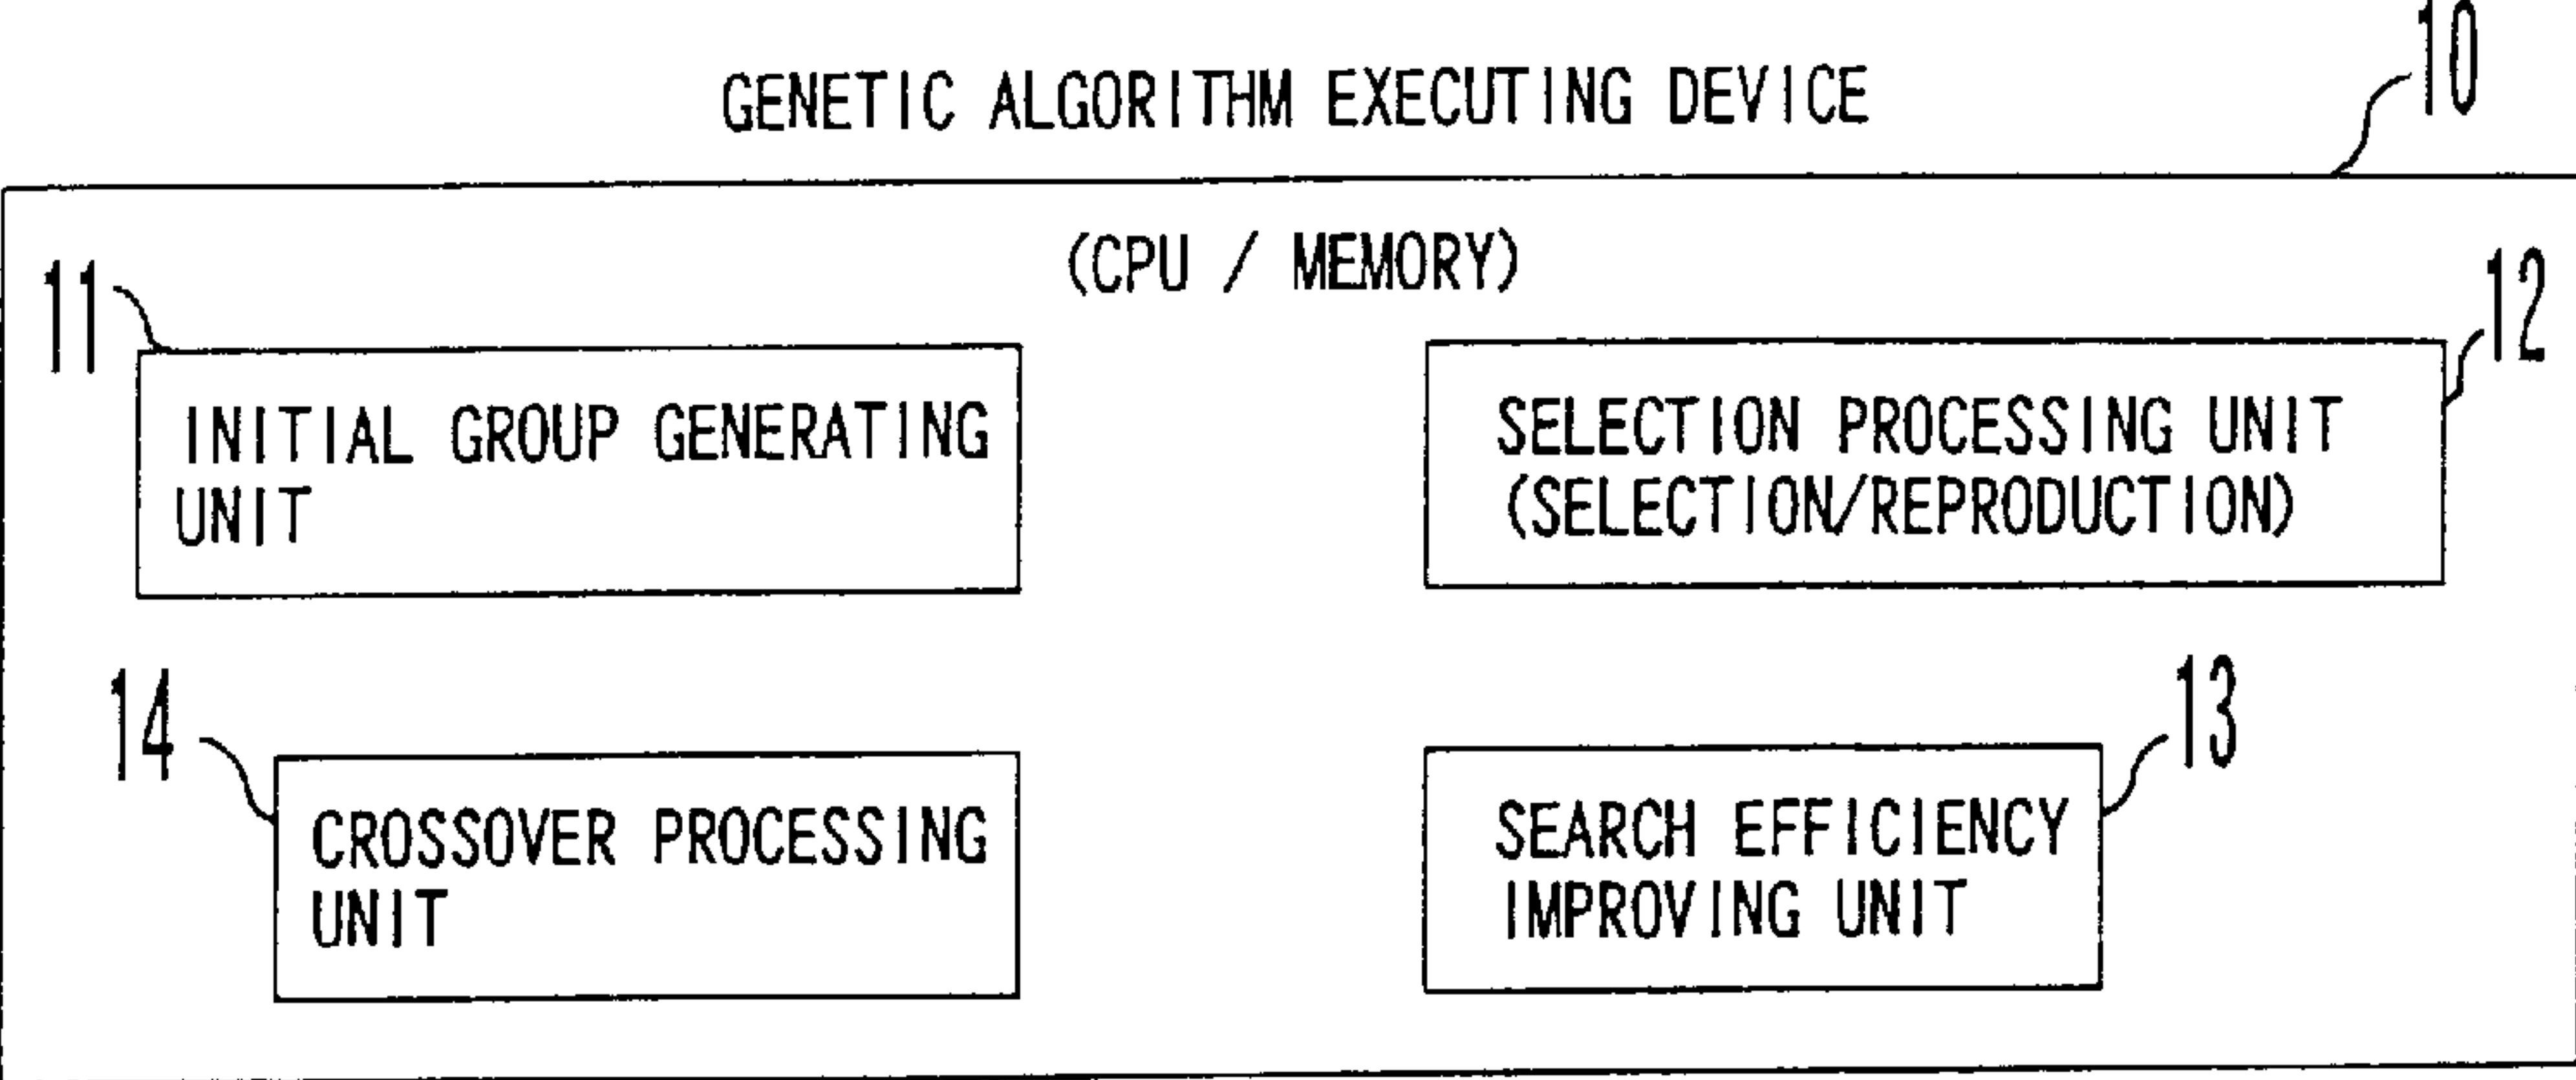 10
GENETIC ALGORITHM EXECUTING DEVICE
(CPU / MEMORY)
11
12
INITIAL GROUP GENERATING
UNIT
SELECTION PROCESSING UNIT
(SELECTION/REPRODUCTION)
14
13
CROSSOVER PROCESSING
UNIT
SEARCH EFFICIENCY
IMPROVING UNIT